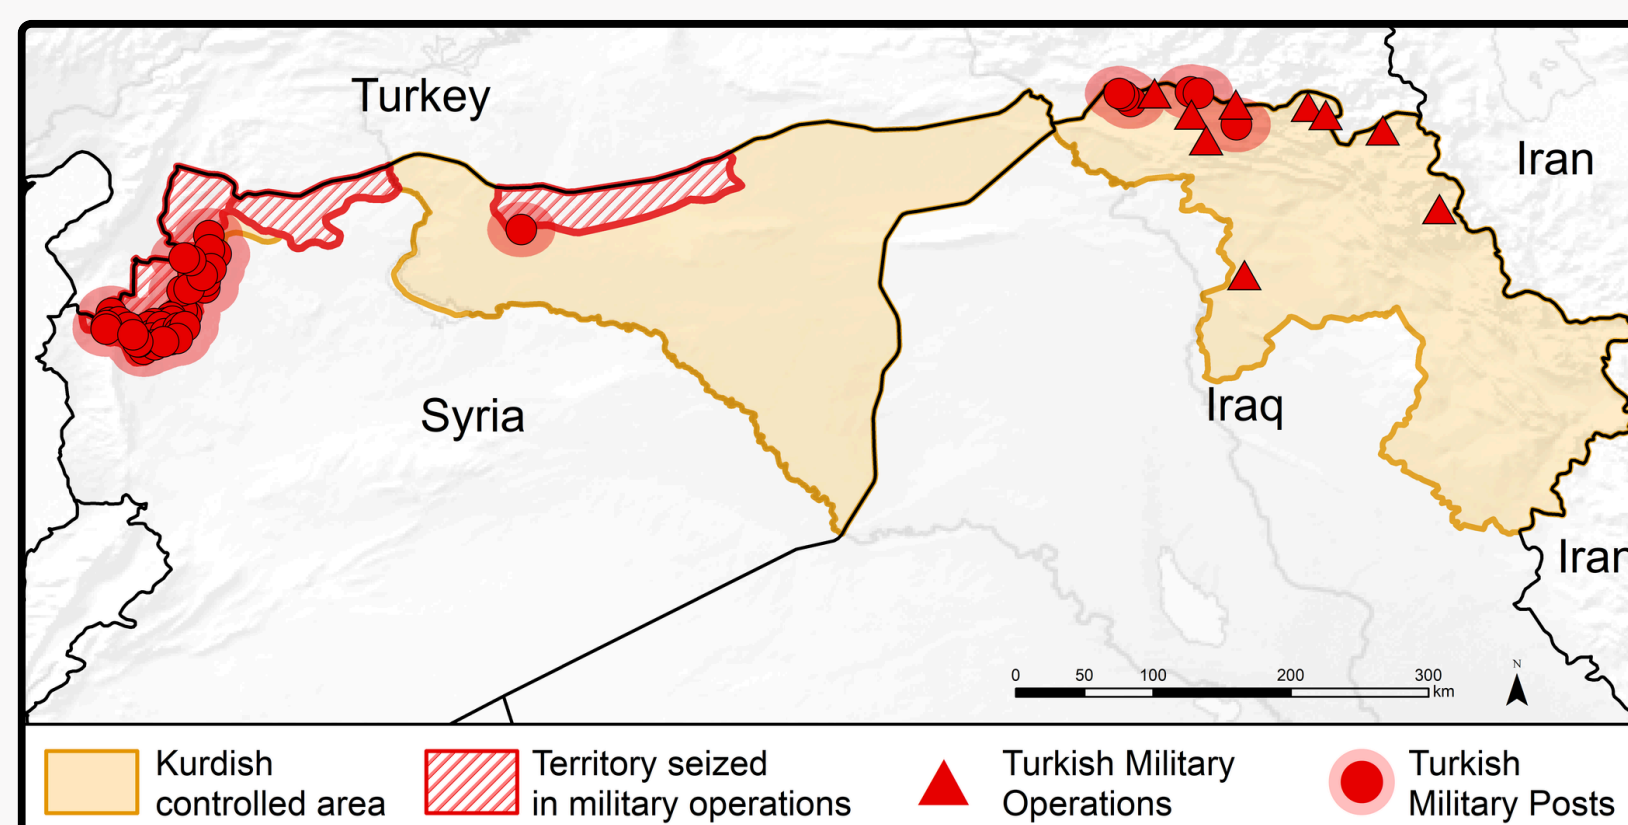 Turkey
Iran
Syria
Iraq
Iran
0 50 100 200 300
km
N
Kurdish
controlled area
Territory seized
in military operations
Turkish Military
Operations
Turkish
Military Posts